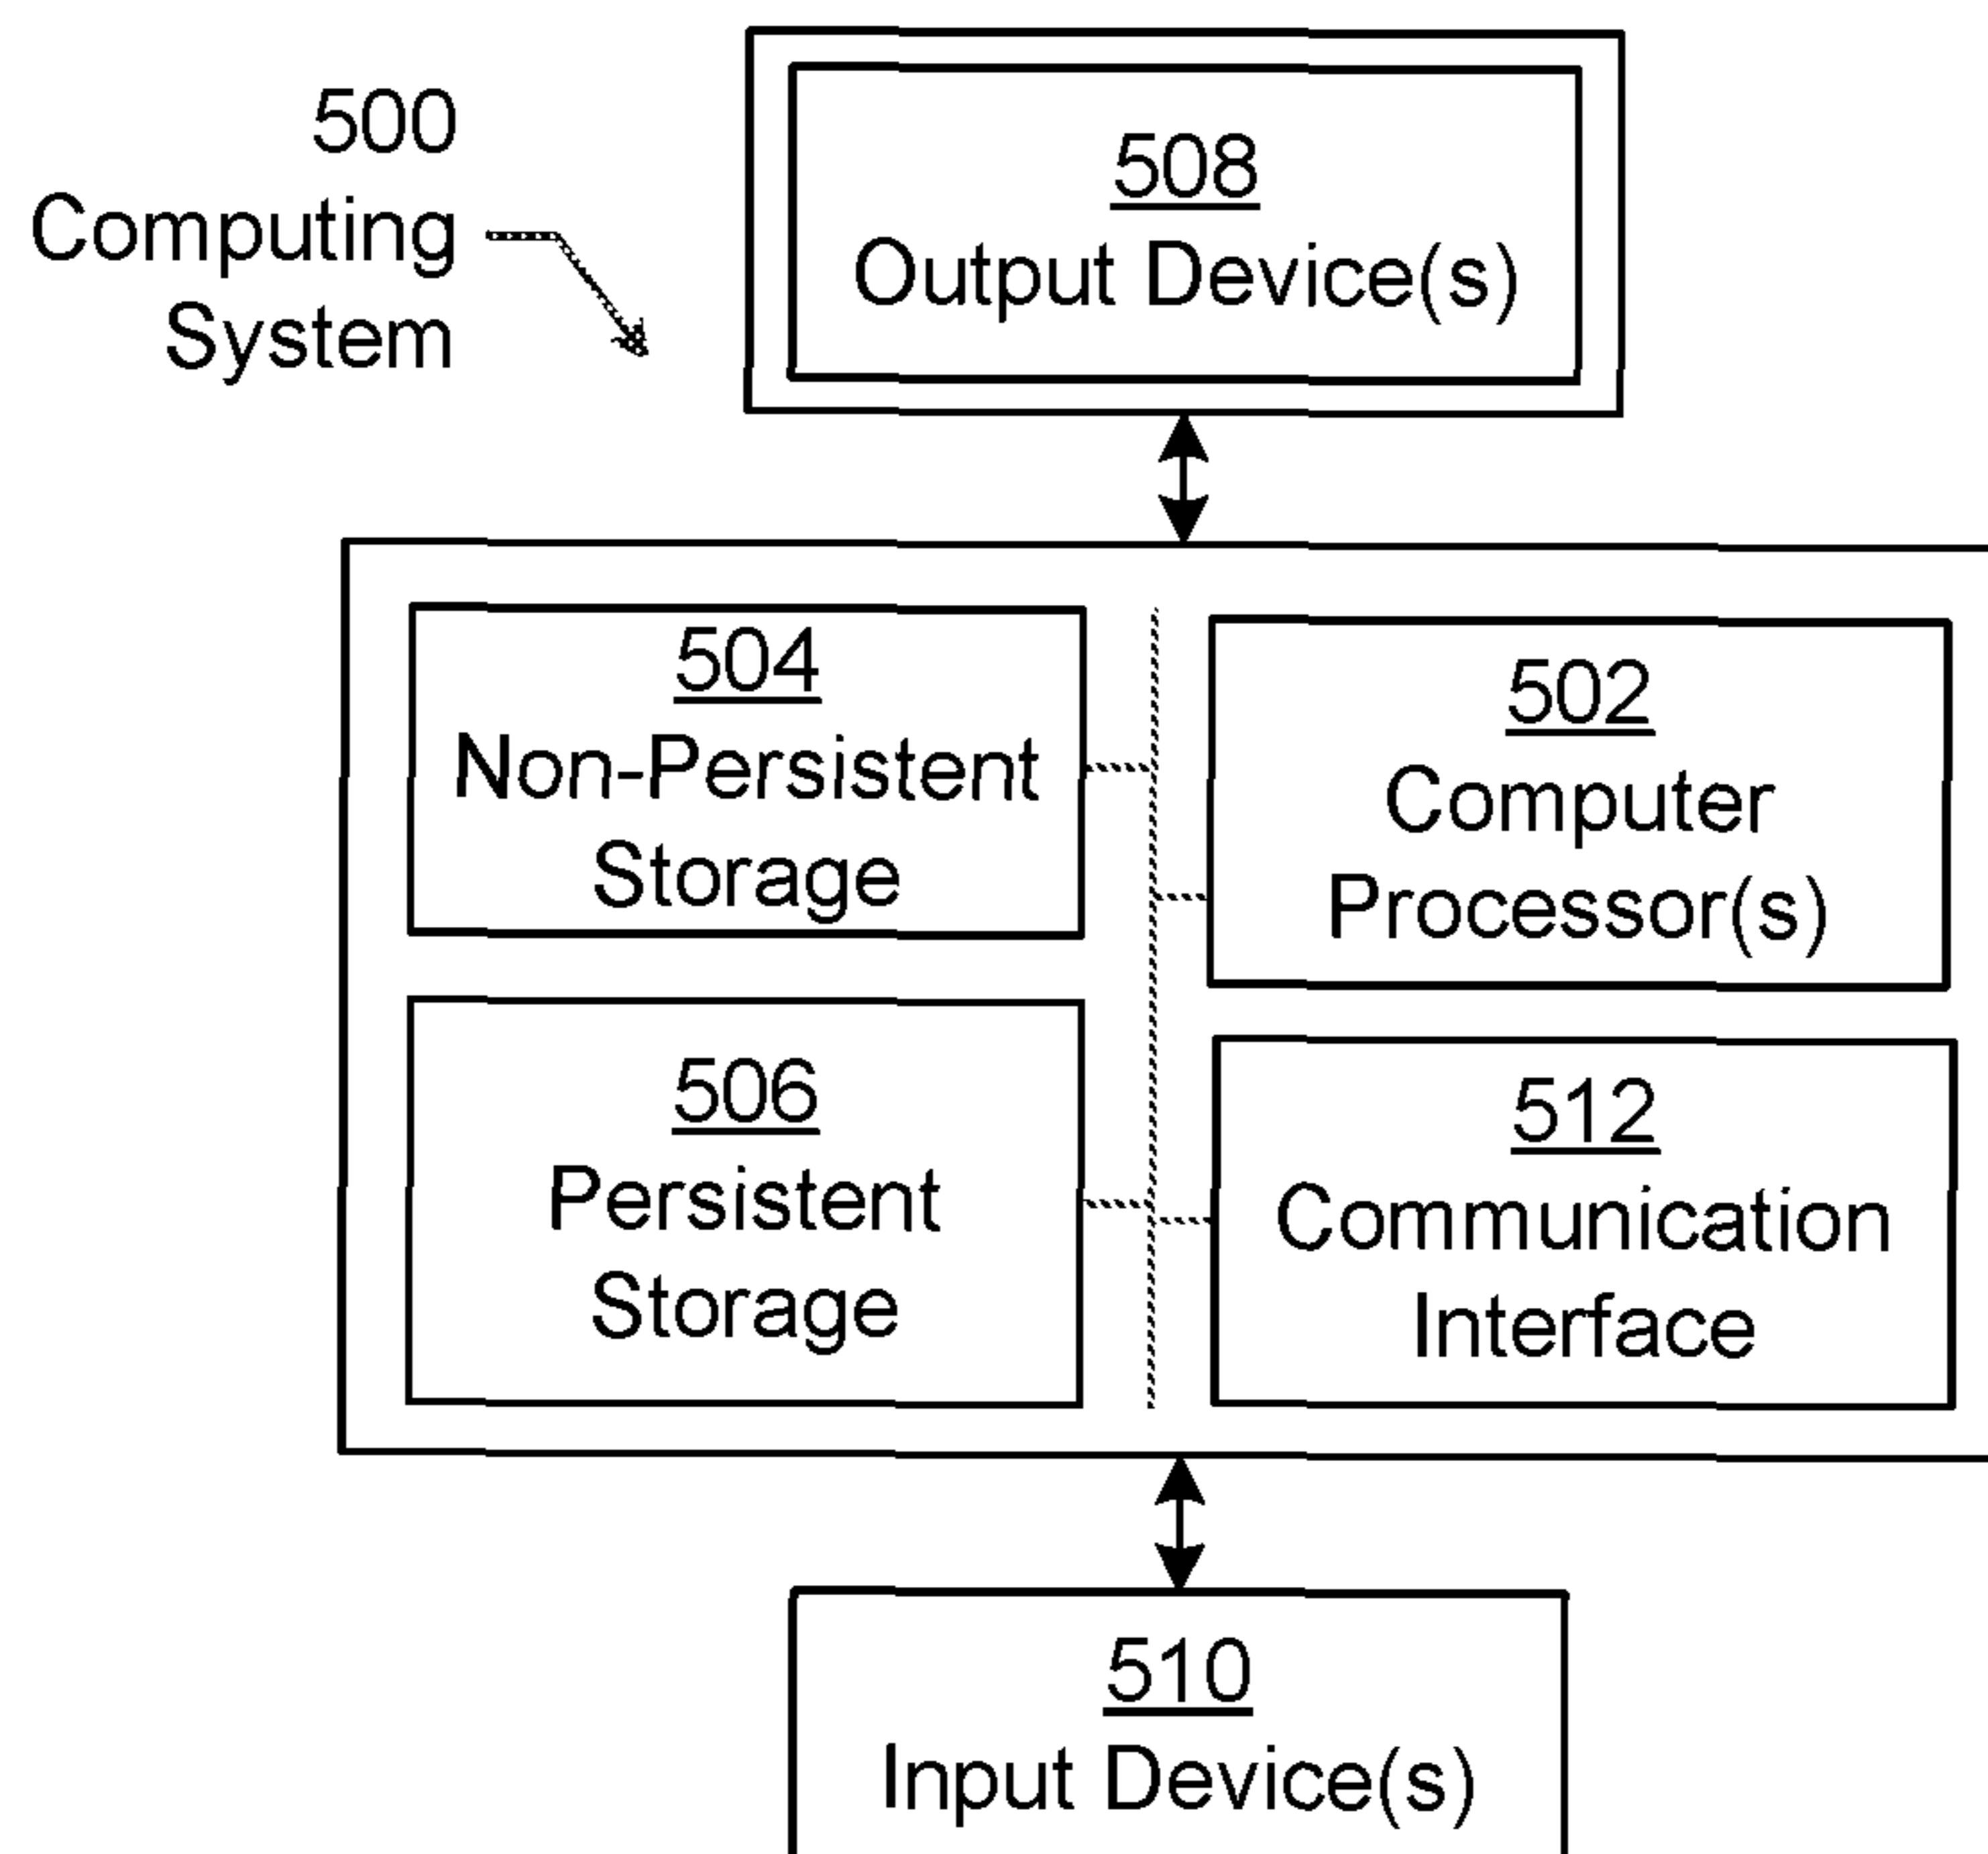 500
Computing
System
508
Output Device(s)
504
Non-Persistent
Storage
502
Computer
Processor(s)
506
Persistent
Storage
512
Communication
Interface
510
Input Device(s)